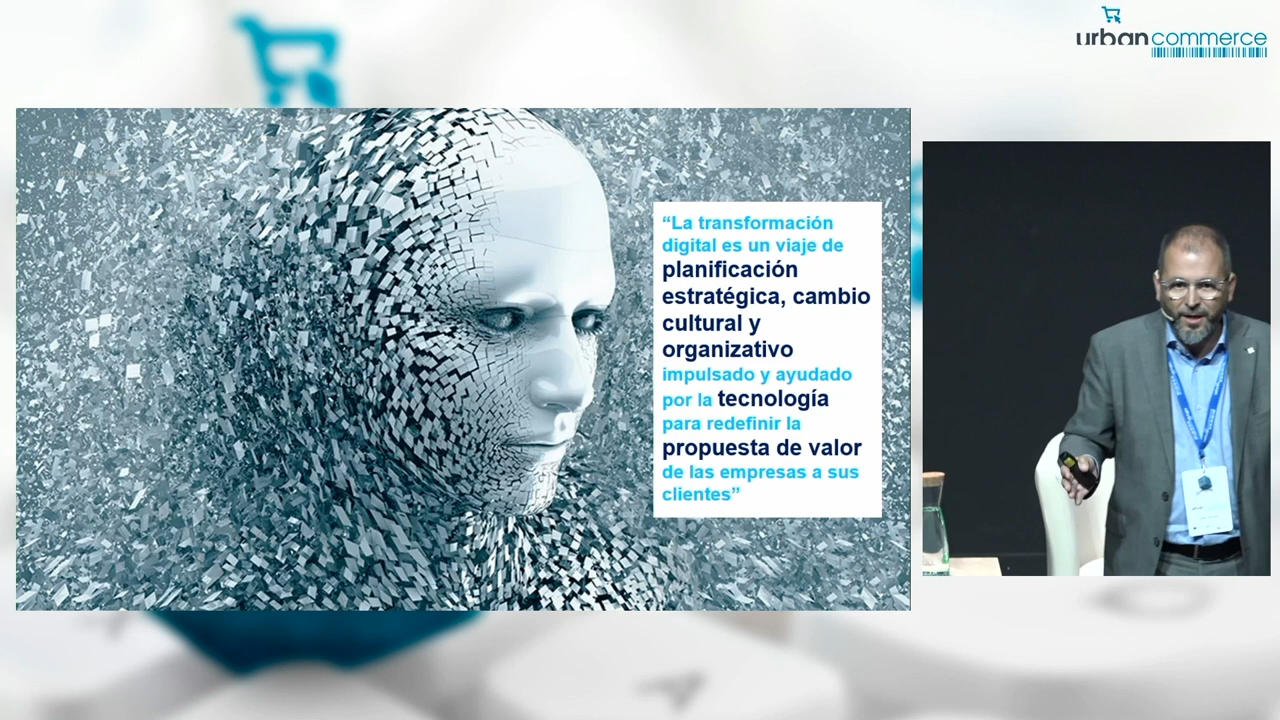 urbancommerce
“La transformación
digital es un viaje de
planificación
estratégica, cambio
cultural y
organizativo
impulsado y ayudado
por la tecnología
para redefinir la
propuesta de valor
de las empresas a sus
clientes”